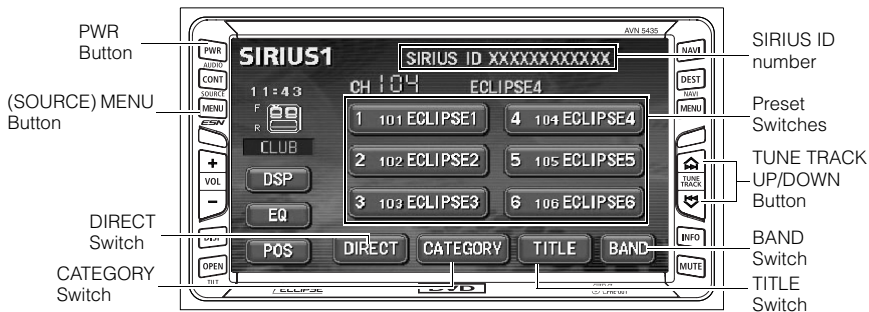 PWR
Button
(SOURCE) MENU
Button
DIRECT
Switch
CATEGORY
Switch
AVN 5435
PWR
AUDIO
CONT
SOURCE
MENU
ESN
+
VOL
−
DISP
OPEN
TILT
SIRIUS1
SIRIUS ID XXXXXXXXXXXX
11:43
CH 104
ECLIPSE4
F
R
CLUB
1 101 ECLIPSE1
4 104 ECLIPSE4
2 102 ECLIPSE2
5 105 ECLIPSE5
3 103 ECLIPSE3
6 106 ECLIPSE6
DSP
EQ
POS
DIRECT
CATEGORY
TITLE
BAND
NAVI
DEST
NAVI
MENU
TUNE
TRACK
INFO
MUTE
ECLIPSE
DVD
SIRIUS ID
number
Preset
Switches
TUNE TRACK
UP/DOWN
Button
BAND
Switch
TITLE
Switch